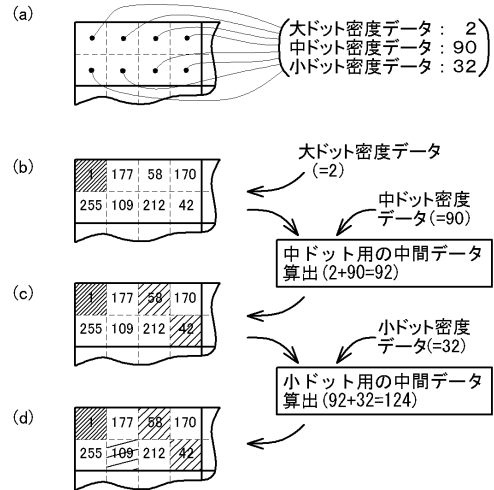 (a)
大ドット密度データ： 2
中ドット密度データ：90
小ドット密度データ：32
(b)
1 177 58 170
255 109 212 42
大ドット密度データ
(=2)
中ドット密度
データ(=90)
中ドット用の中間データ
算出(2+90=92)
(c)
1 177 58 170
255 109 212 42
小ドット密度
データ(=32)
小ドット用の中間データ
算出(92+32=124)
(d)
1 177 58 170
255 109 212 42